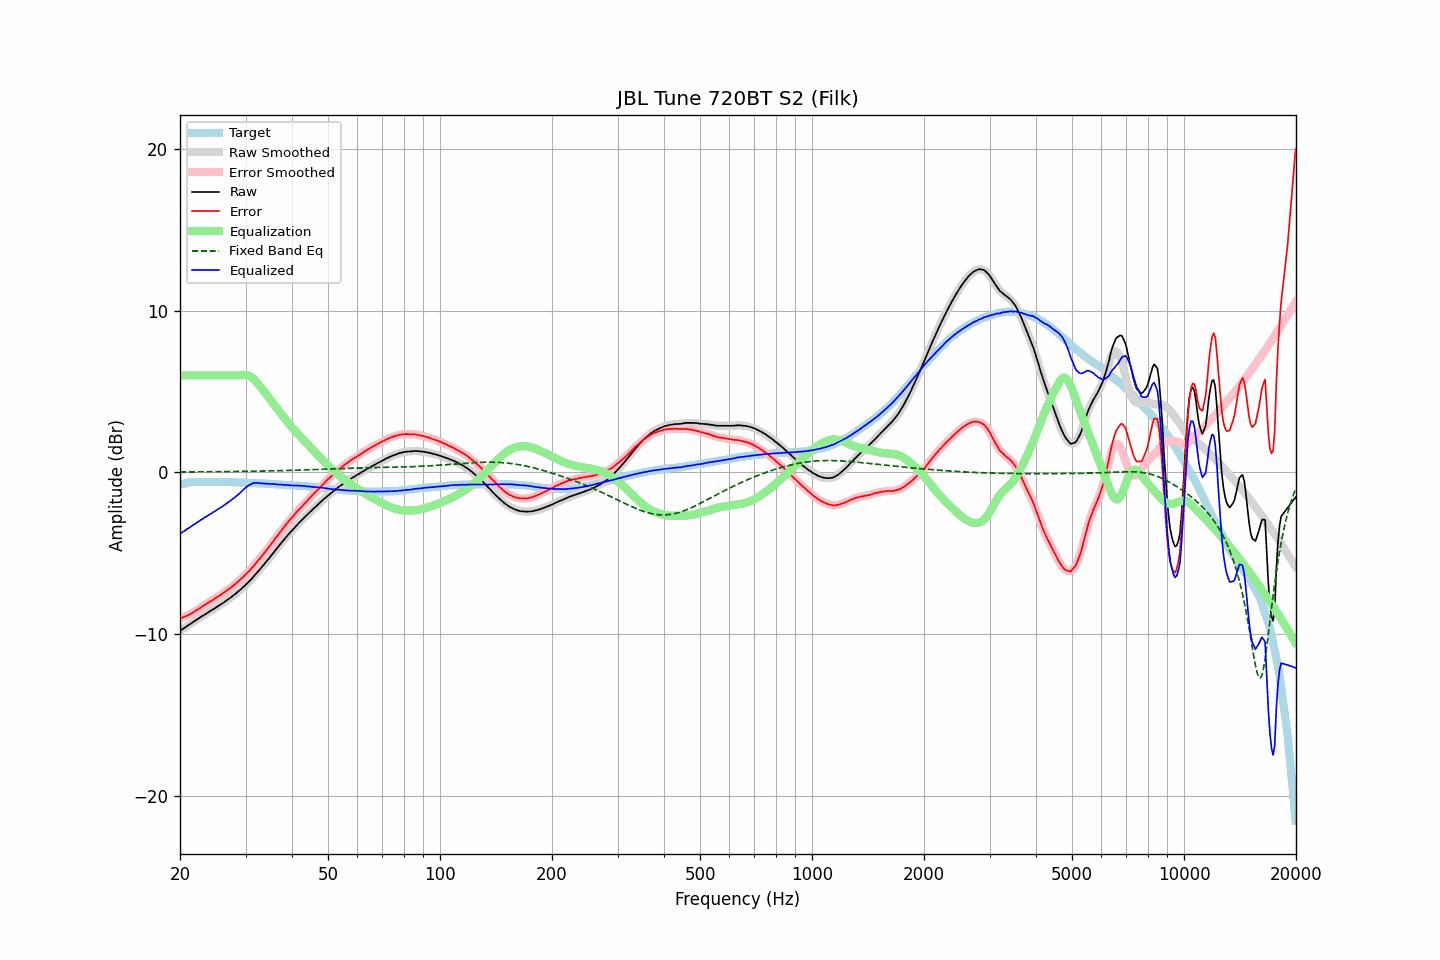 JBL Tune 720BT S2 (Filk)
Target
Raw Smoothed
Error Smoothed
Raw
Error
Equalization
Fixed Band Eq
Equalized
Amplitude (dBr)
20
10
0
−10
−20
20
50
100
200
500
1000
2000
5000
10000
20000
Frequency (Hz)